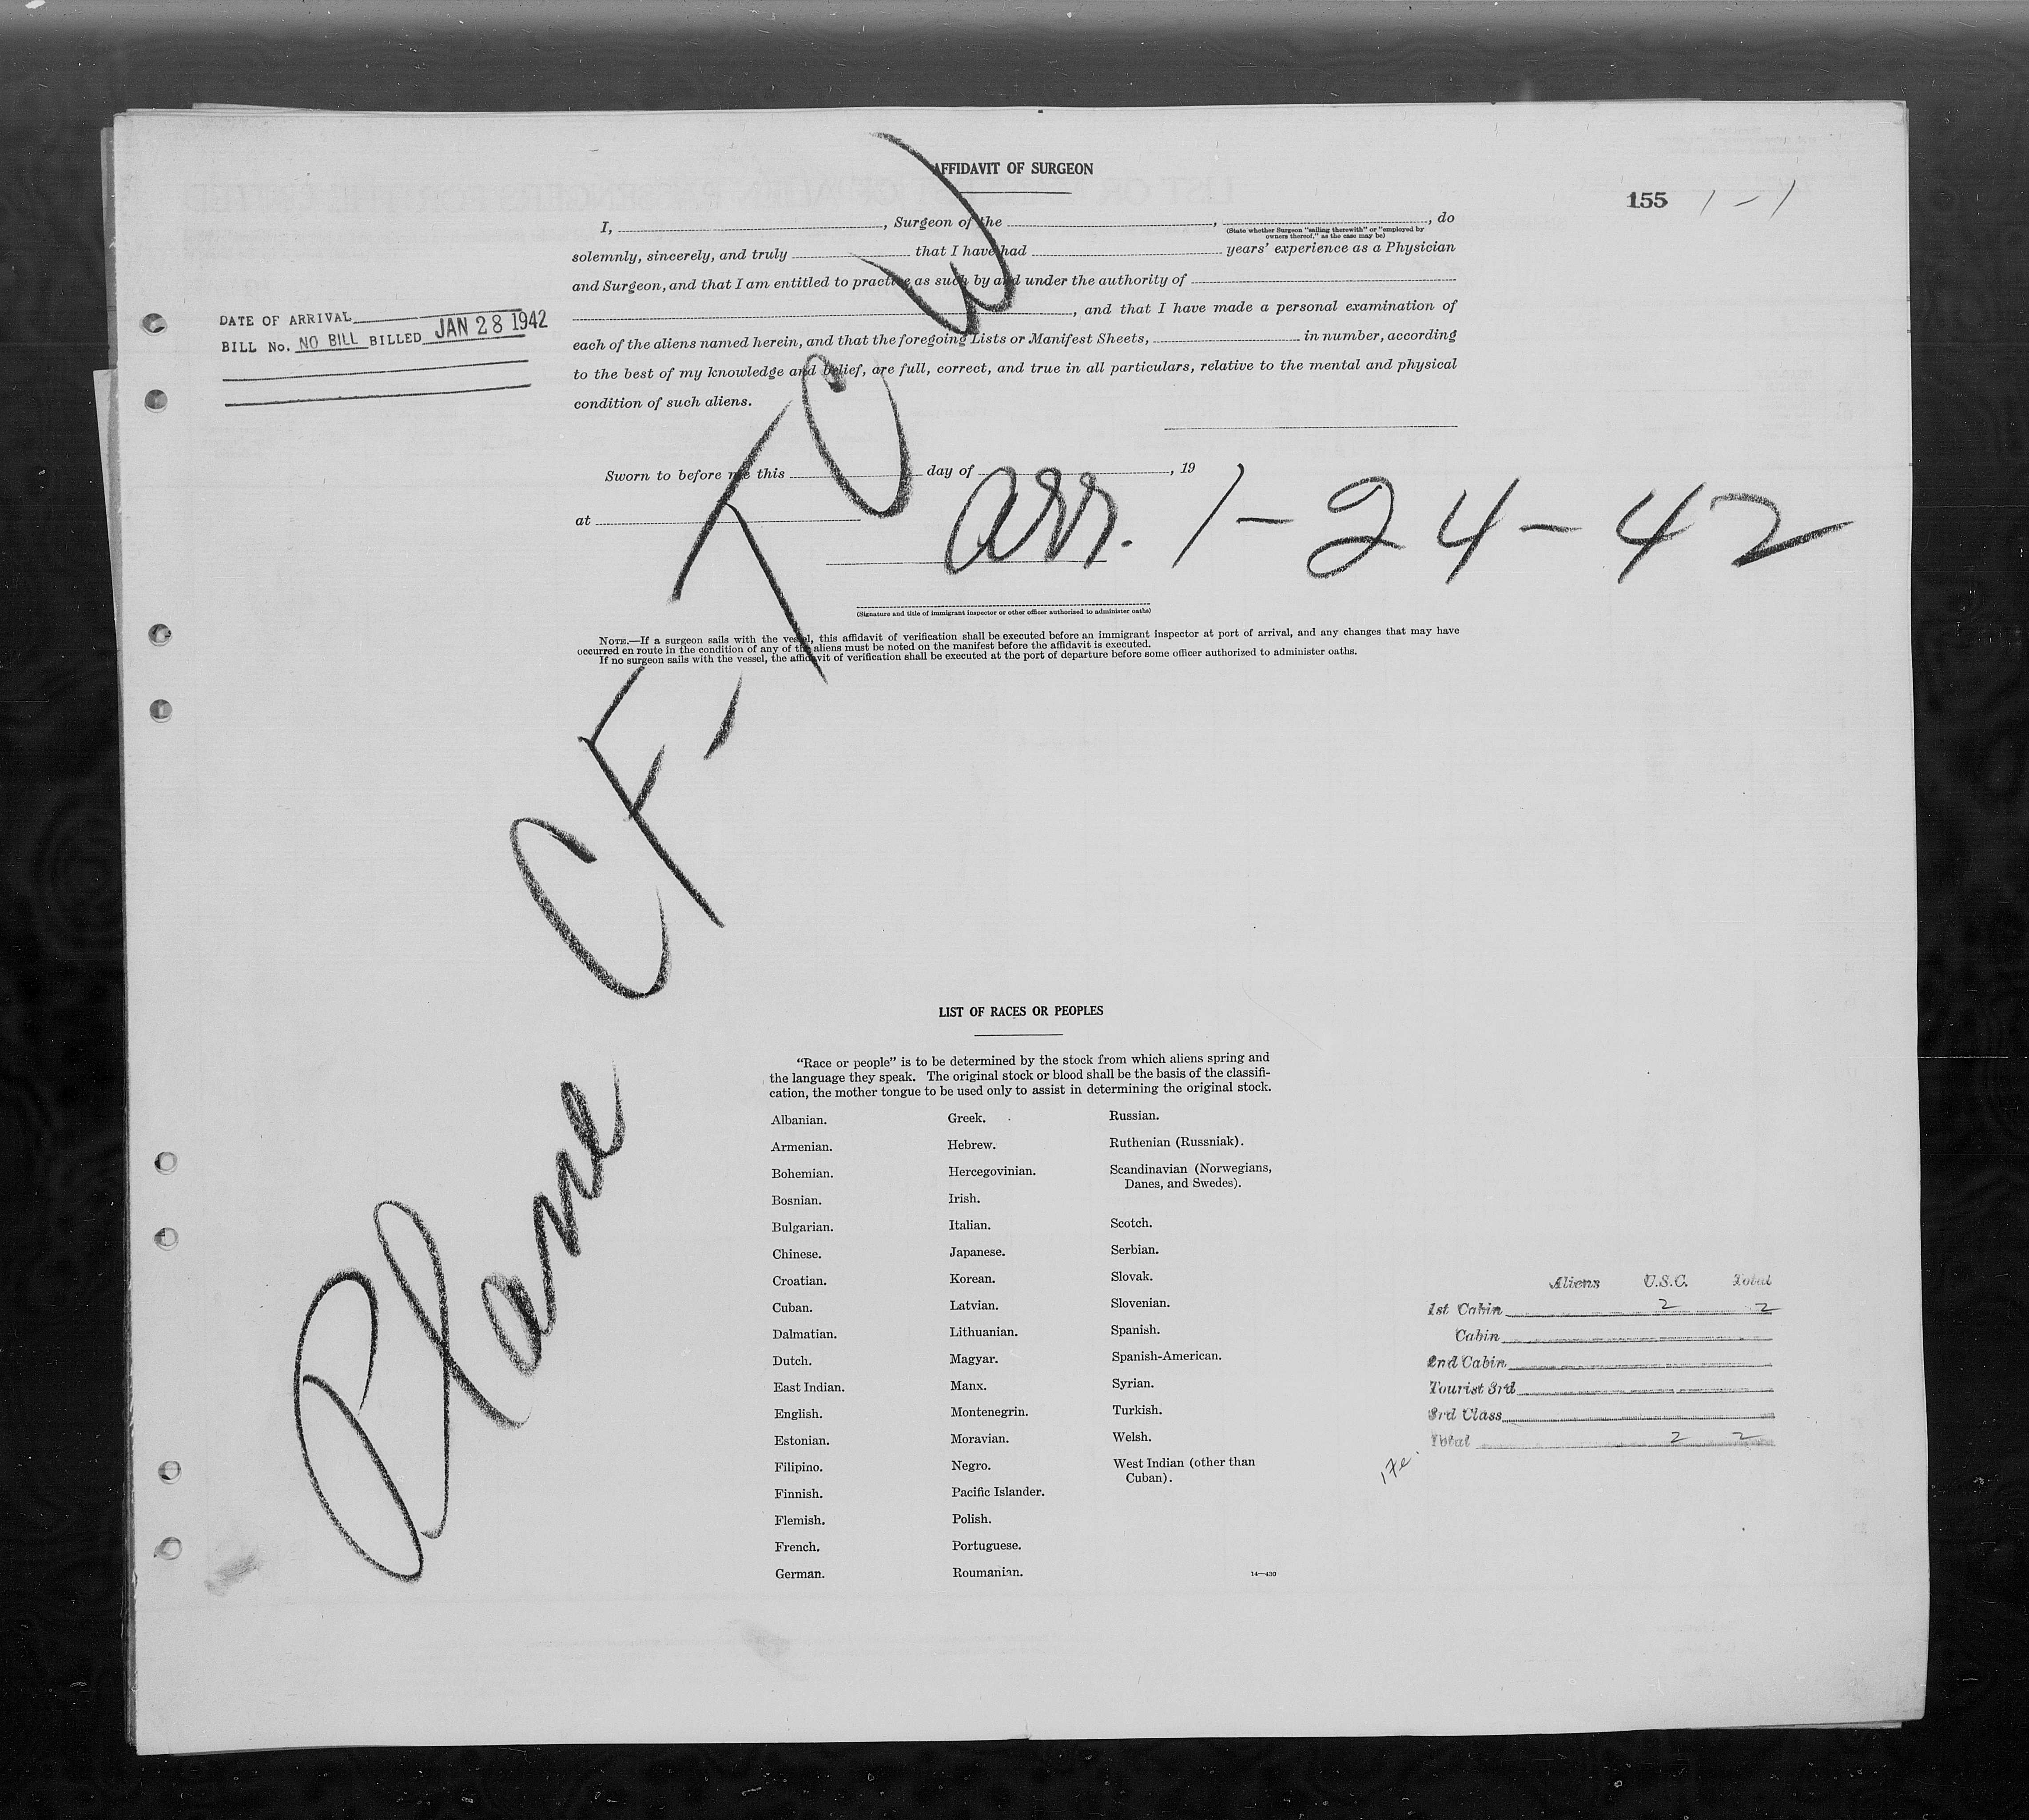 AFFIDAVIT OF SURGEON
155 1-1
I, , Surgeon of the , , do
(State whether Surgeon "sailing therewith" or "employed by
owners thereof," as the case may be)
solemnly, sincerely, and truly that I have had years' experience as a Physician
and Surgeon, and that I am entitled to practice as such by and under the authority of
, and that I have made a personal examination of
each of the aliens named herein, and that the foregoing Lists or Manifest Sheets, in number, according
to the best of my knowledge and belief, are full, correct, and true in all particulars, relative to the mental and physical
condition of such aliens.
DATE OF ARRIVAL
BILL No. NO BILL BILLED JAN 28 1942
Sworn to before me this day of , 19
at
arr. 1-24-42
(Signature and title of immigrant inspector or other officer authorized to administer oaths)
NOTE.—If a surgeon sails with the vessel, this affidavit of verification shall be executed before an immigrant inspector at port of arrival, and any changes that may have
occurred en route in the condition of any of the aliens must be noted on the manifest before the affidavit is executed.
If no surgeon sails with the vessel, the affidavit of verification shall be executed at the port of departure before some officer authorized to administer oaths.
Plane CF-TCW
LIST OF RACES OR PEOPLES
"Race or people" is to be determined by the stock from which aliens spring and
the language they speak. The original stock or blood shall be the basis of the classifi-
cation, the mother tongue to be used only to assist in determining the original stock.
Albanian.
Armenian.
Bohemian.
Bosnian.
Bulgarian.
Chinese.
Croatian.
Cuban.
Dalmatian.
Dutch.
East Indian.
English.
Estonian.
Filipino.
Finnish.
Flemish.
French.
German.
Greek.
Hebrew.
Hercegovinian.
Irish.
Italian.
Japanese.
Korean.
Latvian.
Lithuanian.
Magyar.
Manx.
Montenegrin.
Moravian.
Negro.
Pacific Islander.
Polish.
Portuguese.
Roumanian.
Russian.
Ruthenian (Russniak).
Scandinavian (Norwegians,
Danes, and Swedes).
Scotch.
Serbian.
Slovak.
Slovenian.
Spanish.
Spanish-American.
Syrian.
Turkish.
Welsh.
West Indian (other than
Cuban).
14—430
Aliens U.S.C. Total
1st Cabin 2 2
Cabin
2nd Cabin
Tourist 3rd
3rd Class
Total 2 2